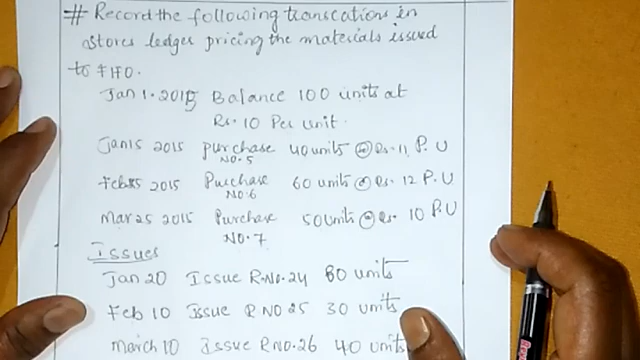 # Record the following transcation in
stores ledger pricing the materials issued
to FIFO.
Jan 1. 2015 Balance 100 units at
Rs. 10 Per unit.
Jan 15 2015 purchase 40 units @ Rs. 11 P.U
NO.5
Feb 2015 Purchase 60 units @ Rs. 12 P.U
NO.6
Mar 25 2015 Purchase 50 units @ Rs. 10 P.U
NO.7
Issues
Jan 20 Issue R.No.24 80 units
Feb 10 Issue R NO 25 30 units
March 10 Issue R NO.26 40 units